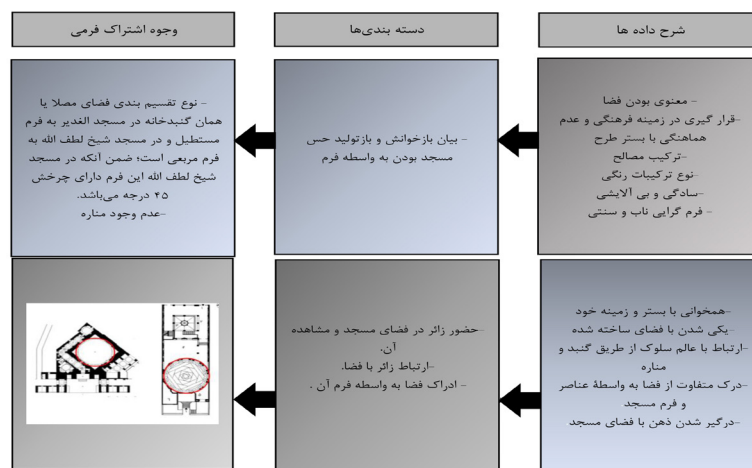 شرح داده ها
دسته بندی‌ها
وجوه اشتراک فرمی
- معنوی بودن فضا
-قرار گیری در زمینه فرهنگی و عدم
هماهنگی با بستر طرح
-ترکیب مصالح
-نوع ترکیبات رنگی
-سادگی و بی آلایشی
- فرم گرایی ناب و سنتی
- بیان بازخوانش و بازتولید حس
مسجد بودن به واسطه فرم
- نوع تقسیم بندی فضای مصلا یا
همان گنبدخانه در مسجد الغدیر به فرم
مستطیل و در مسجد شیخ لطف الله به
فرم مربعی است؛ ضمن آنکه در مسجد
شیخ لطف الله این فرم دارای چرخش
۴۵ درجه می‌باشد.
-عدم وجود مناره
-همخوانی با بستر و زمینه خود
-یکی شدن با فضای ساخته شده
-ارتباط با عالم سلوک از طریق گنبد و
مناره
-درک متفاوت از فضا به واسطهٔ عناصر
و فرم مسجد
-درگیر شدن ذهن با فضای مسجد
-حضور زائر در فضای مسجد و مشاهده
آن.
-ارتباط زائر با فضا.
- ادراک فضا به واسطه فرم آن .